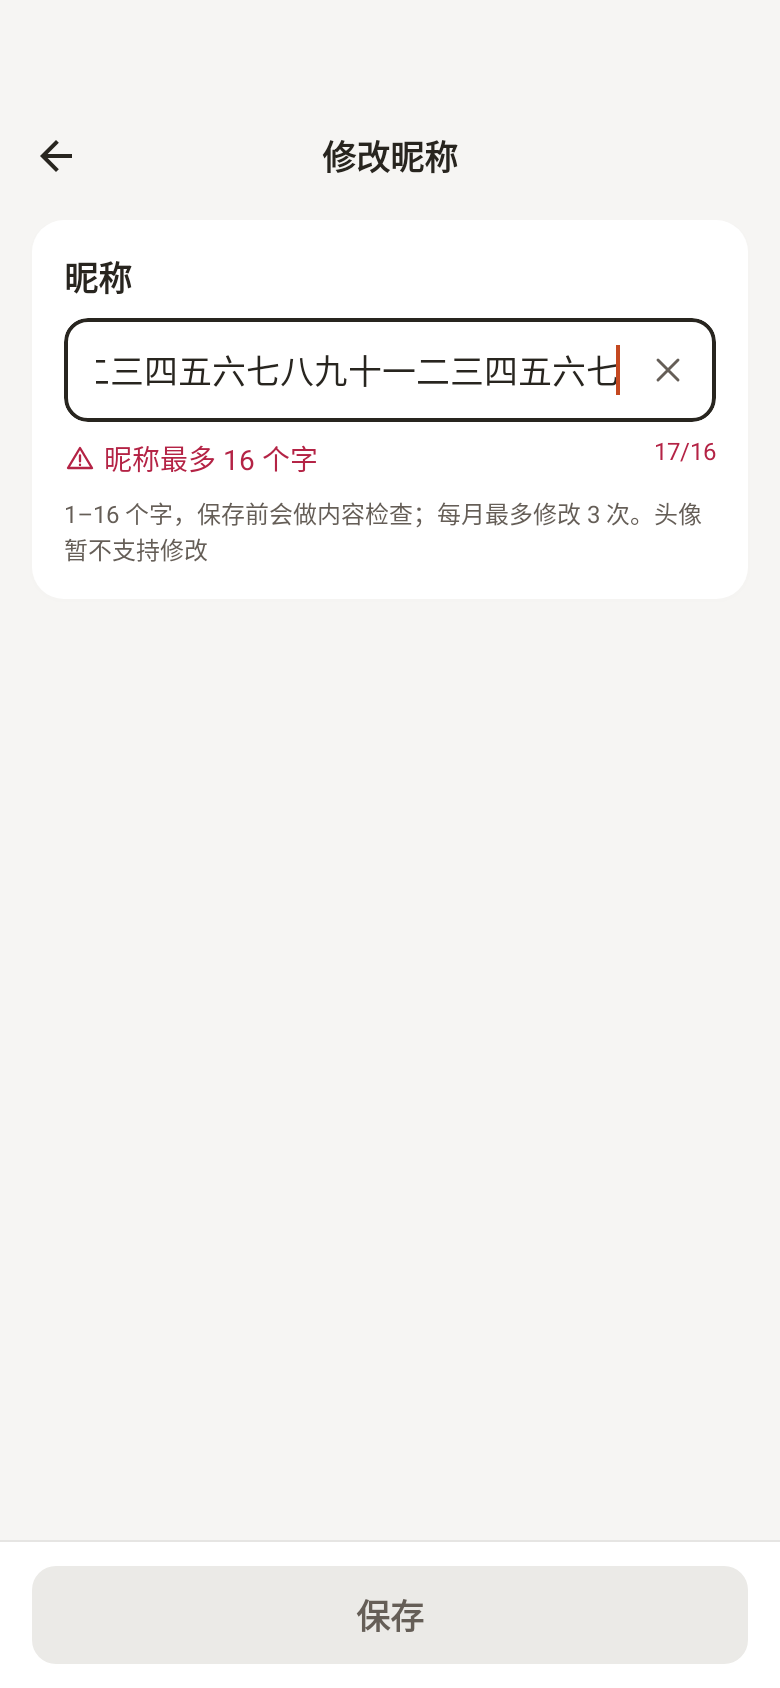 修改昵称
昵称
三四五六七八九十一二三四五六七
昵称最多 16 个字
17/16
1–16 个字，保存前会做内容检查；每月最多修改 3 次。头像
暂不支持修改
保存